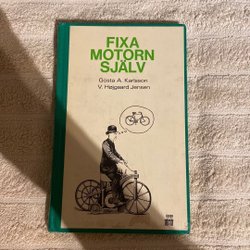 FIXA
MOTORN
SJÄLV
Gösta A. Karlsson
V. Højgaard Jensen